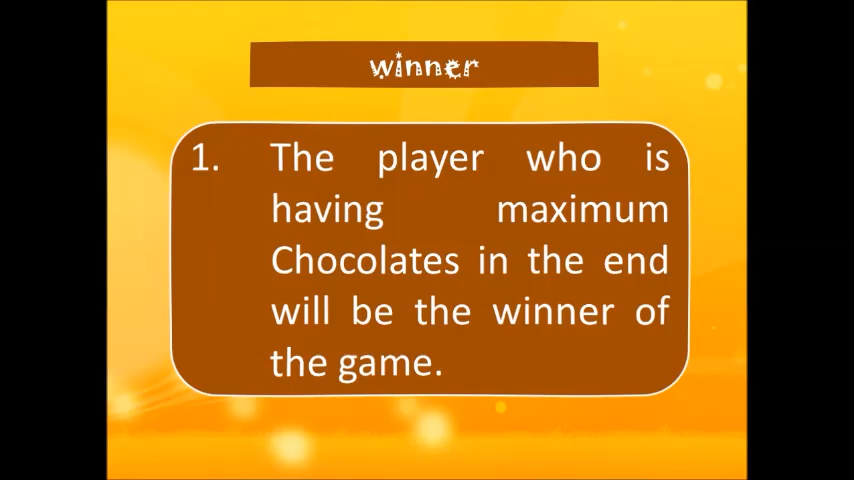 winner
1. The player who is
having maximum
Chocolates in the end
will be the winner of
the game.